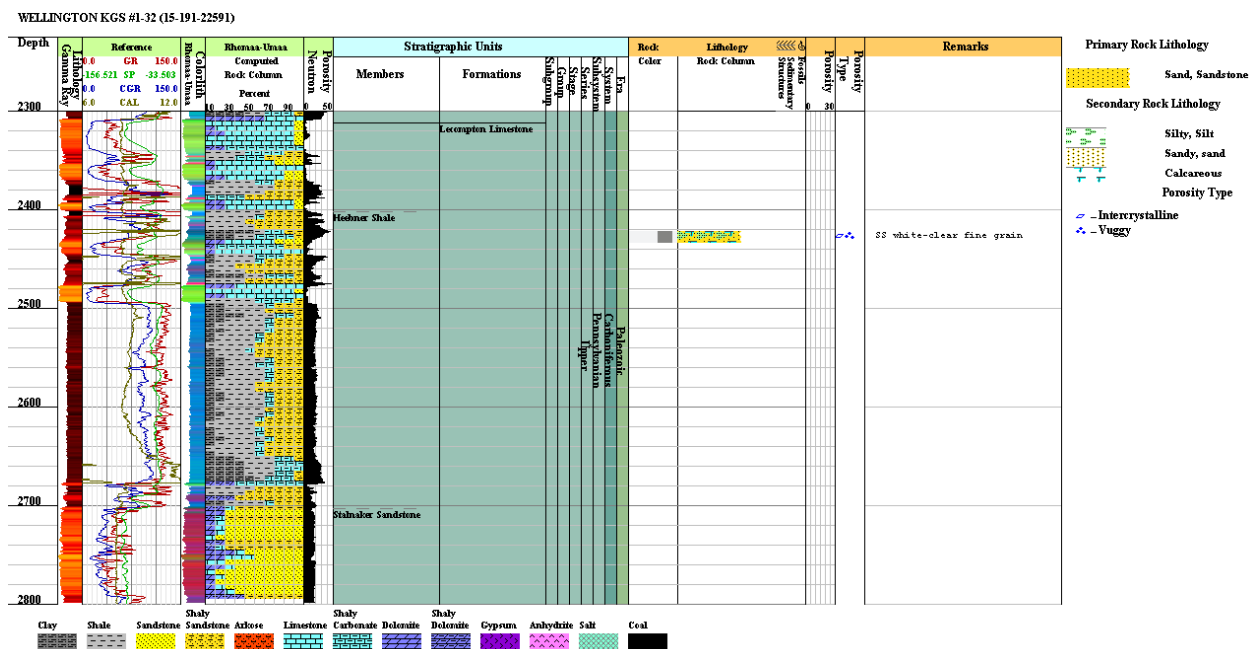 WELLINGTON KGS #1-32 (15-191-22591)
Depth
Lithology
Gamma Ray
Reference
0.0 GR 150.0
-156.521 SP -33.503
0.0 CGR 150.0
6.0 CAL 12.0
Colorlith
Rhomaa-Umaa
Rhomaa-Umaa
Computed
Rock Column
Percent
10 30 50 70 90
Porosity
Neutron
0 50
Stratigraphic Units
Members
Formations
Subgroup
Group
Stage
Series
Subsystem
System
Era
Rock
Color
Lithology
Rock Column
Fossils
Sedimentary
Structures
Porosity
0 30
Porosity
Type
Remarks
2300
2400
2500
2600
2700
2800
Lecompton Limestone
Heebner Shale
Stalnaker Sandstone
Upper
Pennsylvanian
Carboniferous
Paleozoic
SS white-clear fine grain
Primary Rock Lithology
Sand, Sandstone
Secondary Rock Lithology
Silty, Silt
Sandy, sand
Calcareous
Porosity Type
- Intercrystalline
- Vuggy
Clay
Shale
Sandstone
Shaly
Sandstone
Arkose
Limestone
Shaly
Carbonate
Dolomite
Shaly
Dolomite
Gypsum
Anhydrite
Salt
Coal